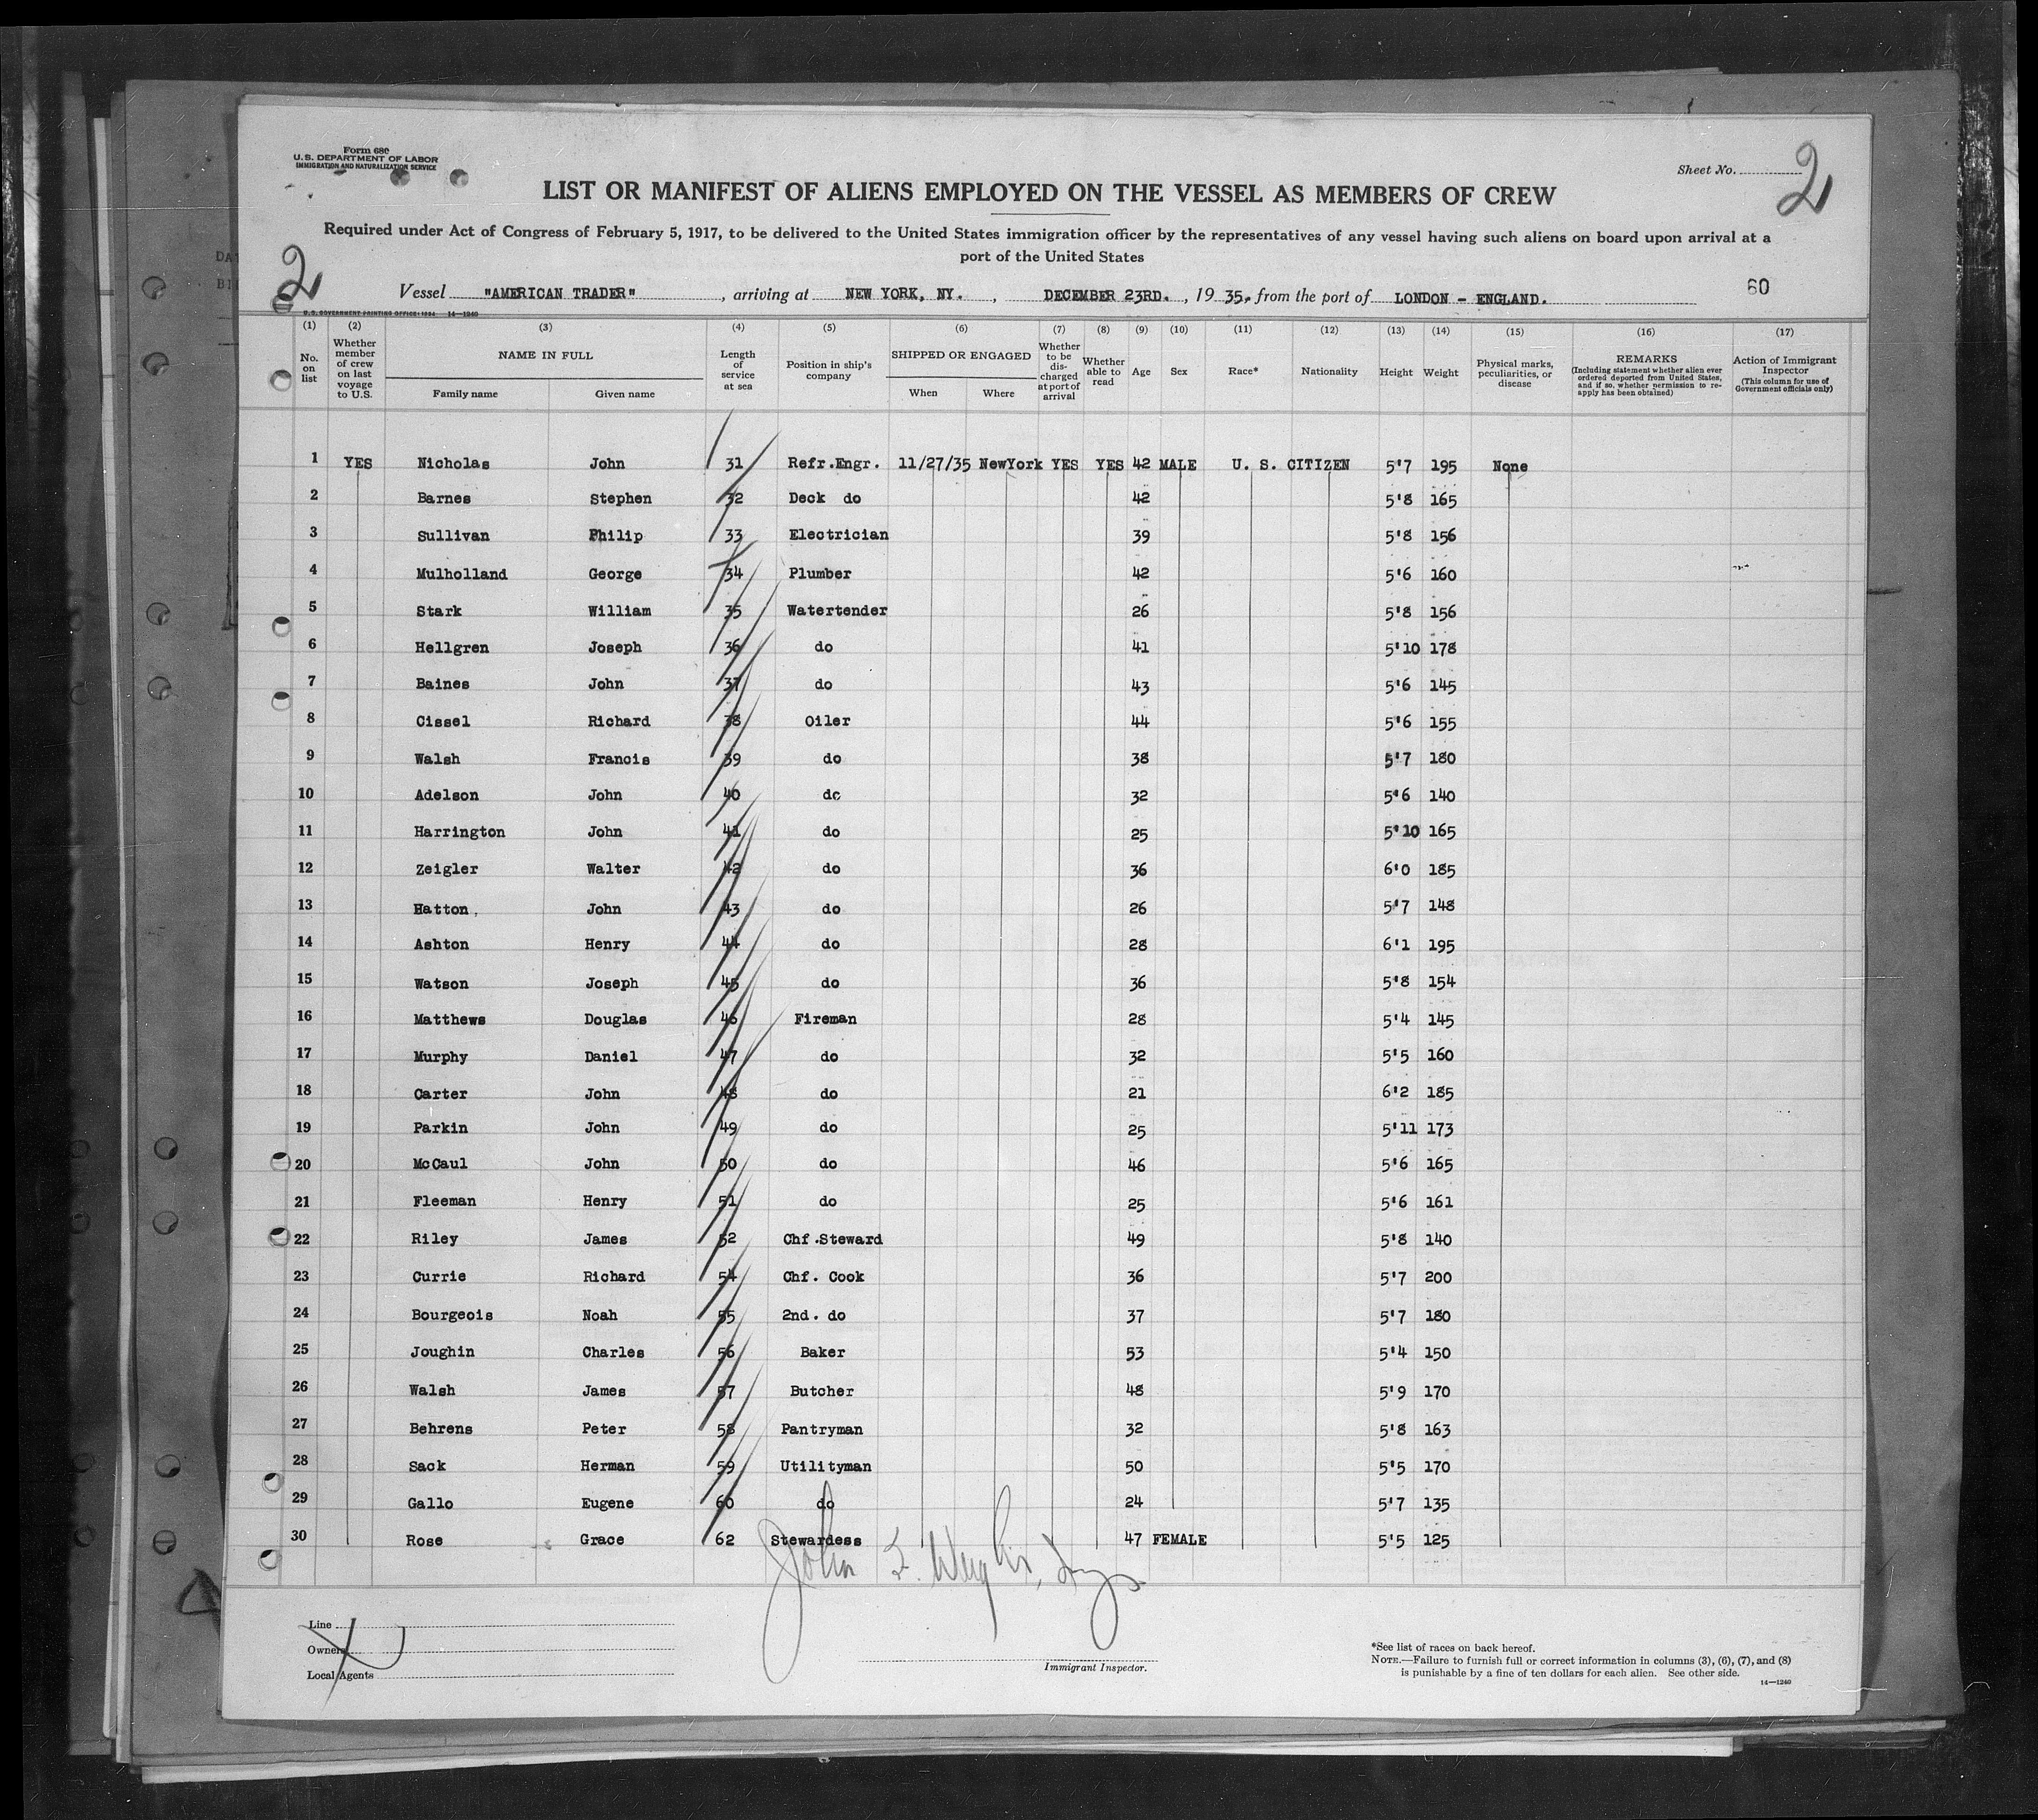 Form 680
U.S. DEPARTMENT OF LABOR
IMMIGRATION AND NATURALIZATION SERVICE
Sheet No. 2
LIST OR MANIFEST OF ALIENS EMPLOYED ON THE VESSEL AS MEMBERS OF CREW
Required under Act of Congress of February 5, 1917, to be delivered to the United States immigration officer by the representatives of any vessel having such aliens on board upon arrival at a
port of the United States
2
Vessel "AMERICAN TRADER", arriving at NEW YORK, NY., DECEMBER 23RD., 19 35. from the port of LONDON - ENGLAND. 60
U.S. GOVERNMENT PRINTING OFFICE: 1934 14—1240
(1) (2) (3) (4) (5) (6) (7) (8) (9) (10) (11) (12) (13) (14) (15) (16) (17)
No. on list
Whether member of crew on last voyage to U.S.
NAME IN FULL
Family name Given name
Length of service at sea
Position in ship's company
SHIPPED OR ENGAGED
When Where
Whether to be discharged at port of arrival
Whether able to read
Age Sex Race* Nationality Height Weight
Physical marks, peculiarities, or disease
REMARKS
(Including statement whether alien ever ordered deported from United States, and if so, whether permission to reapply has been obtained)
Action of Immigrant Inspector
(This column for use of Government officials only)
1 YES Nicholas John 31 Refr.Engr. 11/27/35 NewYork YES YES 42 MALE U. S. CITIZEN 5'7 195 None
2 Barnes Stephen 32 Deck do 42 5'8 165
3 Sullivan Philip 33 Electrician 39 5'8 156
4 Mulholland George 34 Plumber 42 5'6 160
5 Stark William 35 Watertender 26 5'8 156
6 Hellgren Joseph 36 do 41 5'10 178
7 Baines John 37 do 43 5'6 145
8 Cissel Richard 38 Oiler 44 5'6 155
9 Walsh Francis 39 do 38 5'7 180
10 Adelson John 40 do 32 5'6 140
11 Harrington John 41 do 25 5'10 165
12 Zeigler Walter 42 do 36 6'0 185
13 Hatton, John 43 do 26 5'7 148
14 Ashton Henry 44 do 28 6'1 195
15 Watson Joseph 45 do 36 5'8 154
16 Matthews Douglas 46 Fireman 28 5'4 145
17 Murphy Daniel 47 do 32 5'5 160
18 Carter John 48 do 21 6'2 185
19 Parkin John 49 do 25 5'11 173
20 McCaul John 50 do 46 5'6 165
21 Fleeman Henry 51 do 25 5'6 161
22 Riley James 52 Chf.Steward 49 5'8 140
23 Currie Richard 54 Chf. Cook 36 5'7 200
24 Bourgeois Noah 55 2nd. do 37 5'7 180
25 Joughin Charles 56 Baker 53 5'4 150
26 Walsh James 57 Butcher 48 5'9 170
27 Behrens Peter 58 Pantryman 32 5'8 163
28 Sack Herman 59 Utilityman 50 5'5 170
29 Gallo Eugene 60 do 24 5'7 135
30 Rose Grace 62 Stewardess 47 FEMALE 5'5 125
John
Line
Owners
Local Agents
Immigrant Inspector.
*See list of races on back hereof.
NOTE.—Failure to furnish full or correct information in columns (3), (6), (7), and (8)
is punishable by a fine of ten dollars for each alien. See other side.
14—1240